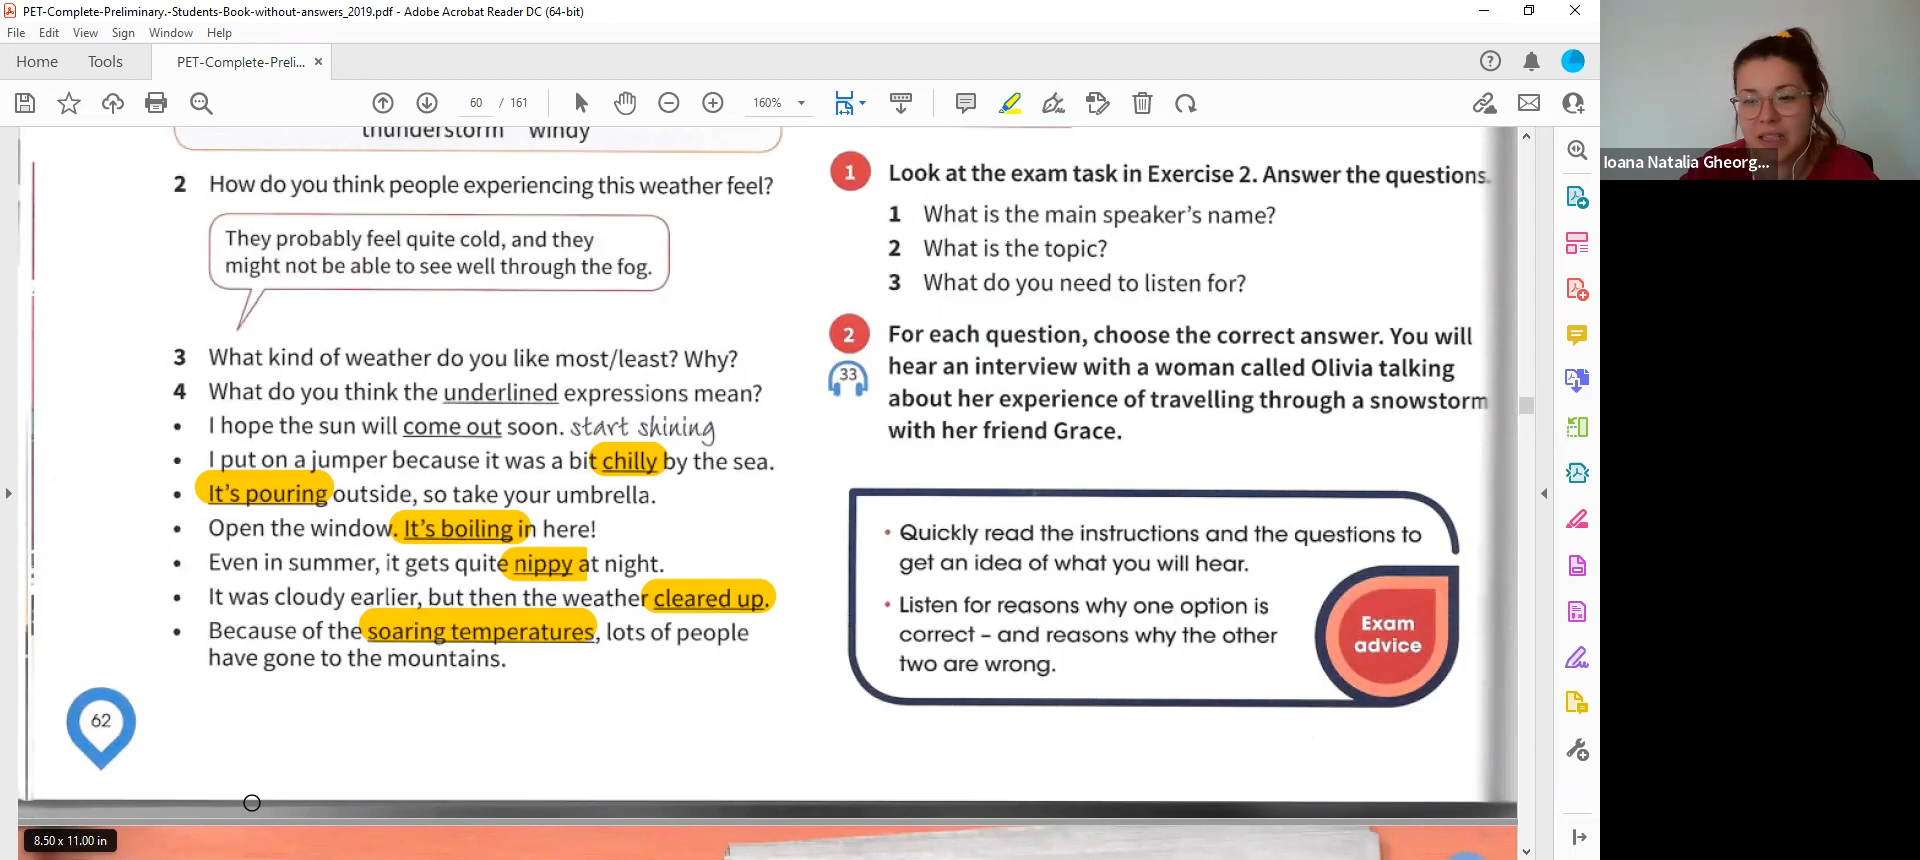 PET-Complete-Preliminary.-Students-Book-without-answers_2019.pdf - Adobe Acrobat Reader DC (64-bit)
File Edit View Sign Window Help
Home Tools PET-Complete-Preli... ×
60 / 161 160%
thunderstorm windy
2 How do you think people experiencing this weather feel?
They probably feel quite cold, and they
might not be able to see well through the fog.
3 What kind of weather do you like most/least? Why?
4 What do you think the underlined expressions mean?
• I hope the sun will come out soon. start shining
• I put on a jumper because it was a bit chilly by the sea.
• It's pouring outside, so take your umbrella.
• Open the window. It's boiling in here!
• Even in summer, it gets quite nippy at night.
• It was cloudy earlier, but then the weather cleared up.
• Because of the soaring temperatures, lots of people
have gone to the mountains.
62
8.50 x 11.00 in
1 Look at the exam task in Exercise 2. Answer the questions.
1 What is the main speaker's name?
2 What is the topic?
3 What do you need to listen for?
2 For each question, choose the correct answer. You will
33 hear an interview with a woman called Olivia talking
about her experience of travelling through a snowstorm
with her friend Grace.
• Quickly read the instructions and the questions to
get an idea of what you will hear.
• Listen for reasons why one option is
correct – and reasons why the other
two are wrong.
Exam
advice
Ioana Natalia Gheorg...